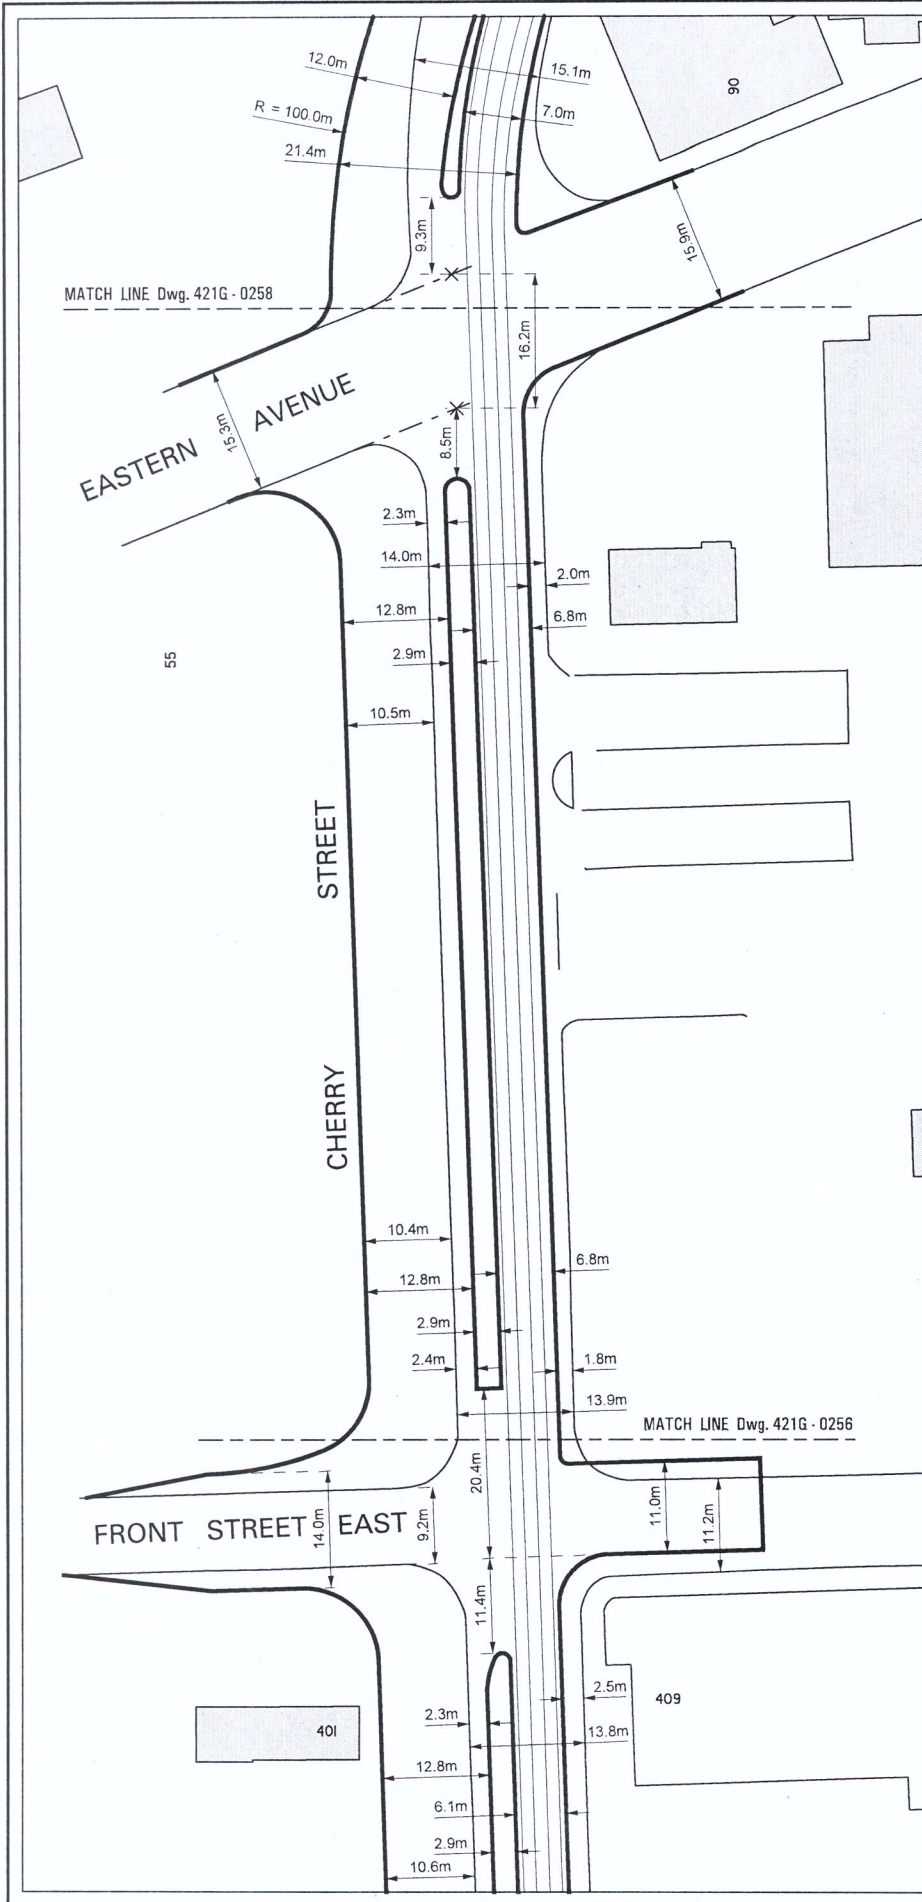 12.0m
15.1m
90
R = 100.0m
7.0m
21.4m
9.3m
15.9m
MATCH LINE Dwg. 421G - 0258
16.2m
EASTERN AVENUE
15.3m
8.5m
2.3m
14.0m
2.0m
12.8m
6.8m
2.9m
55
10.5m
CHERRY STREET
10.4m
6.8m
12.8m
2.9m
2.4m
1.8m
13.9m
MATCH LINE Dwg. 421G - 0256
20.4m
11.0m
11.2m
FRONT STREET EAST
14.0m
9.2m
11.4m
2.5m
409
2.3m
401
13.8m
12.8m
6.1m
2.9m
10.6m